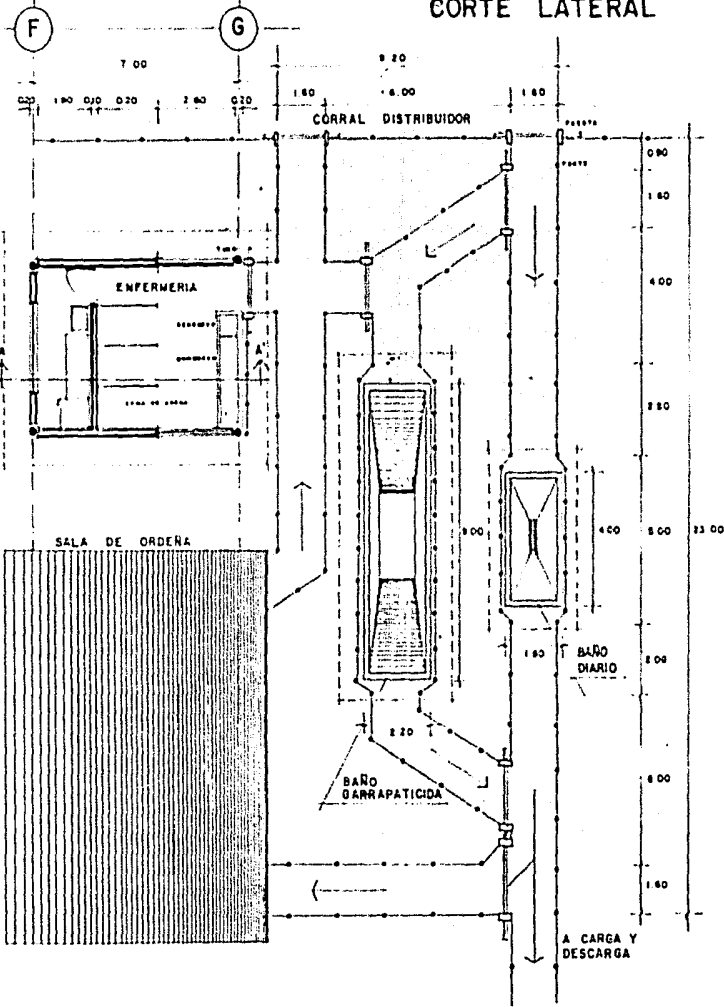 CORTE LATERAL
F
G
7.00
9.20
0.20 1.90 0.10 0.20 2.60 0.20
1.60 6.00 1.60
CORRAL DISTRIBUIDOR
PUERTA
POSTE
0.90
1.60
4.00
ENFERMERIA
A
A'
2.50
SALA DE ORDEÑA
9.00
4.00
5.00
23.00
1.80
BAÑO
DIARIO
2.00
2.20
BAÑO
GARRAPATICIDA
6.00
1.60
A CARGA Y
DESCARGA